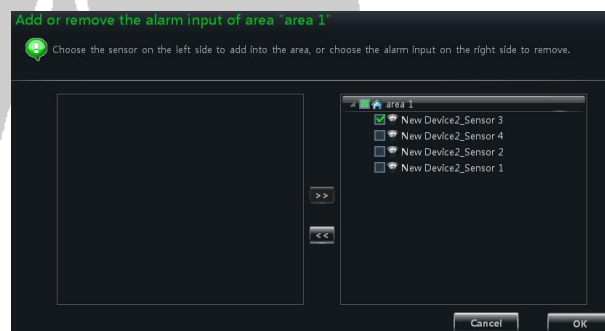 Add or remove the alarm input of area "area 1"
Choose the sensor on the left side to add into the area, or choose the alarm input on the right side to remove.
area 1
New Device2_Sensor 3
New Device2_Sensor 4
New Device2_Sensor 2
New Device2_Sensor 1
>>
<<
Cancel
OK